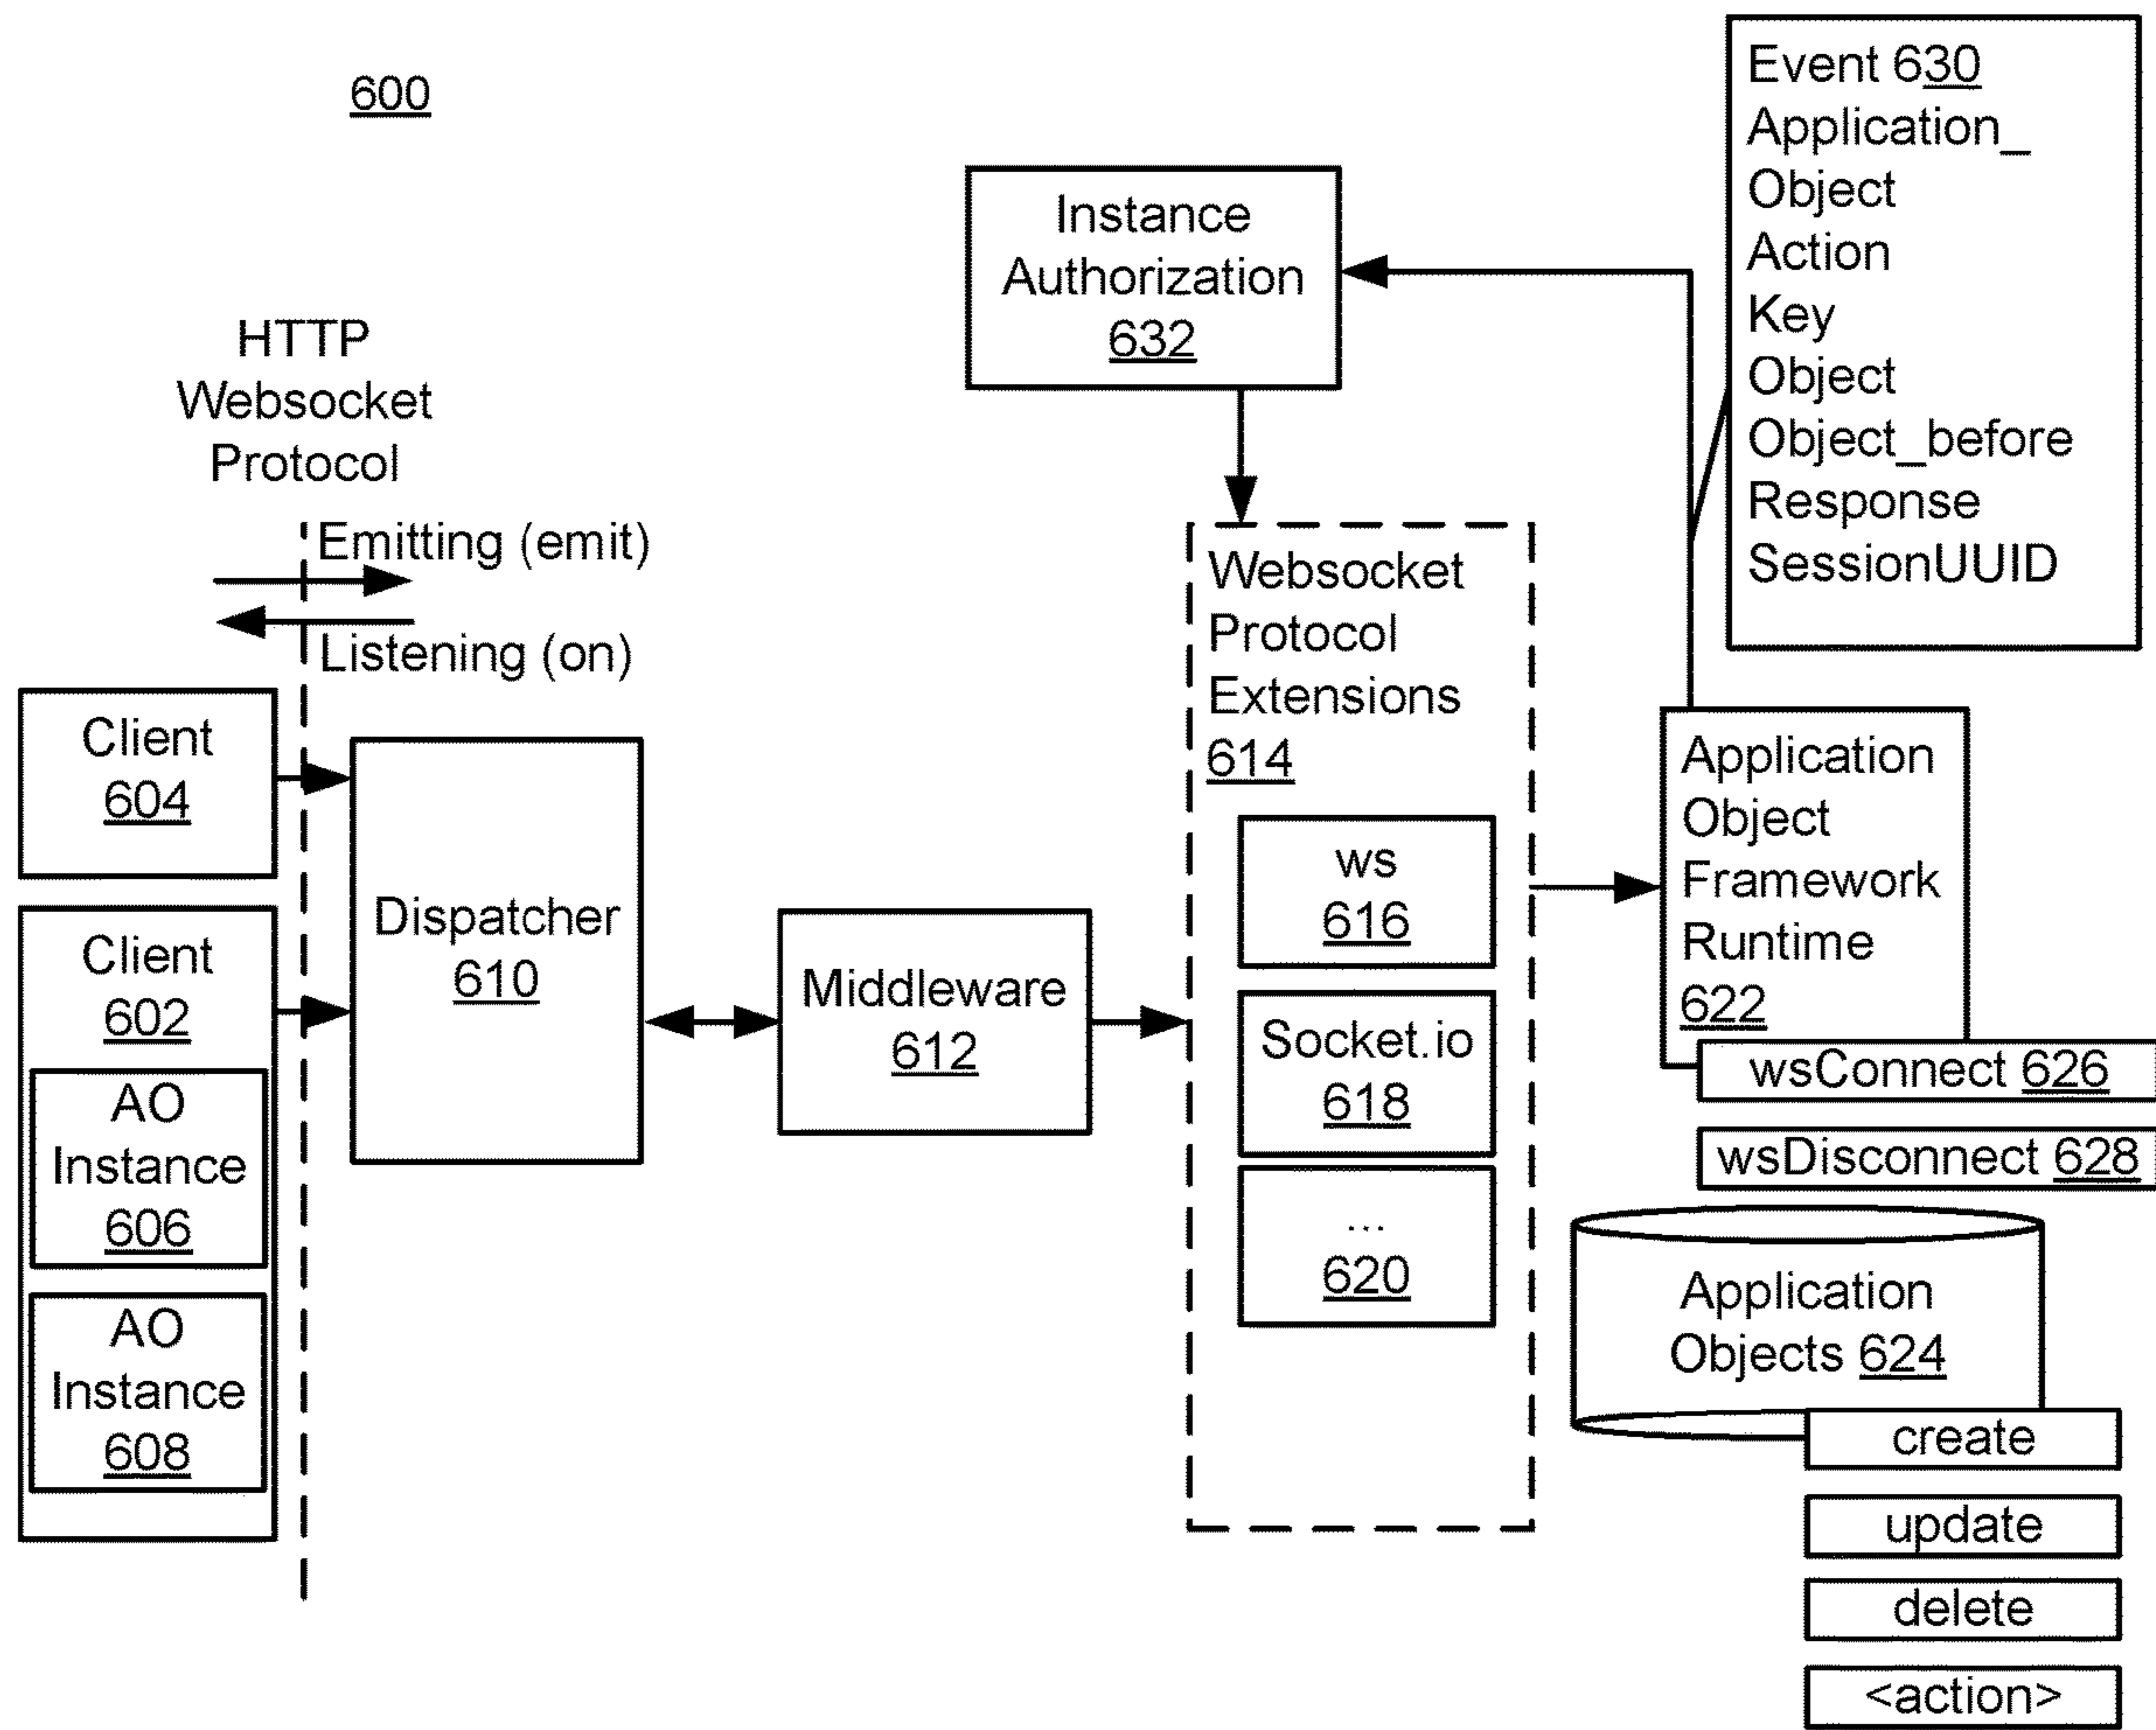 600
HTTP
Websocket
Protocol
Emitting (emit)
Listening (on)
Client
604
Client
602
AO
Instance
606
AO
Instance
608
Dispatcher
610
Middleware
612
Instance
Authorization
632
Websocket
Protocol
Extensions
614
ws
616
Socket.io
618
...
620
Event 630
Application_
Object
Action
Key
Object
Object_before
Response
SessionUUID
Application
Object
Framework
Runtime
622
wsConnect 626
wsDisconnect 628
Application
Objects 624
create
update
delete
<action>